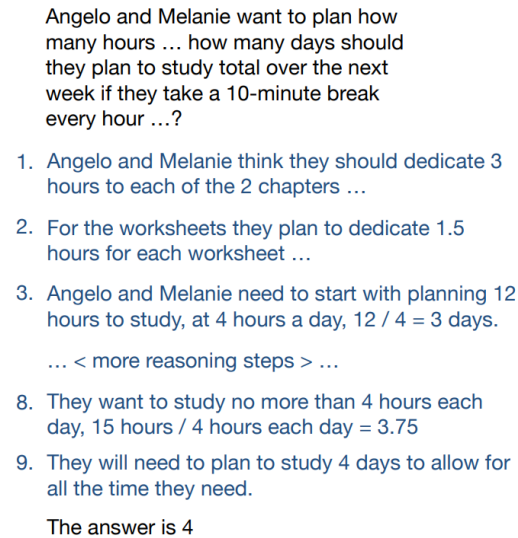 Angelo and Melanie want to plan how
many hours … how many days should
they plan to study total over the next
week if they take a 10-minute break
every hour …?
1. Angelo and Melanie think they should dedicate 3
hours to each of the 2 chapters …
2. For the worksheets they plan to dedicate 1.5
hours for each worksheet …
3. Angelo and Melanie need to start with planning 12
hours to study, at 4 hours a day, 12 / 4 = 3 days.
… < more reasoning steps > …
8. They want to study no more than 4 hours each
day, 15 hours / 4 hours each day = 3.75
9. They will need to plan to study 4 days to allow for
all the time they need.
The answer is 4